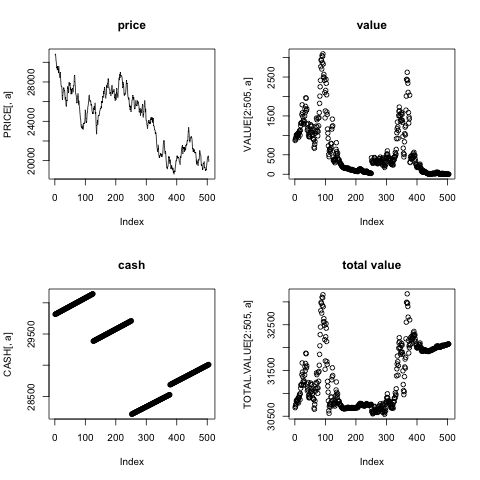 price
PRICE[, a]
28000
24000
20000
0 100 200 300 400 500
Index
value
VALUE[2:505, a]
2500
1500
500
0
0 100 200 300 400 500
Index
cash
CASH[, a]
29500
28500
0 100 200 300 400 500
Index
total value
TOTAL.VALUE[2:505, a]
32500
31500
30500
0 100 200 300 400 500
Index